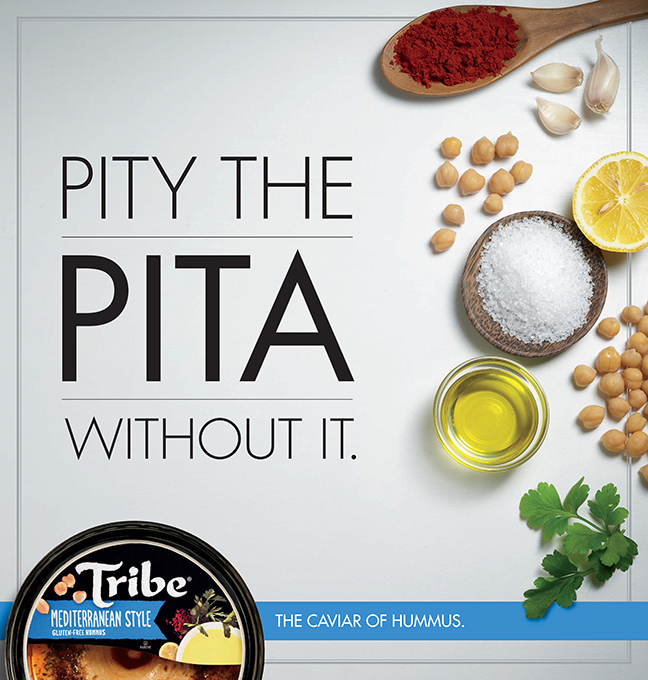 PITY THE
PITA
WITHOUT IT.
Tribe®
MEDITERRANEAN STYLE
GLUTEN-FREE HUMMUS
THE CAVIAR OF HUMMUS.